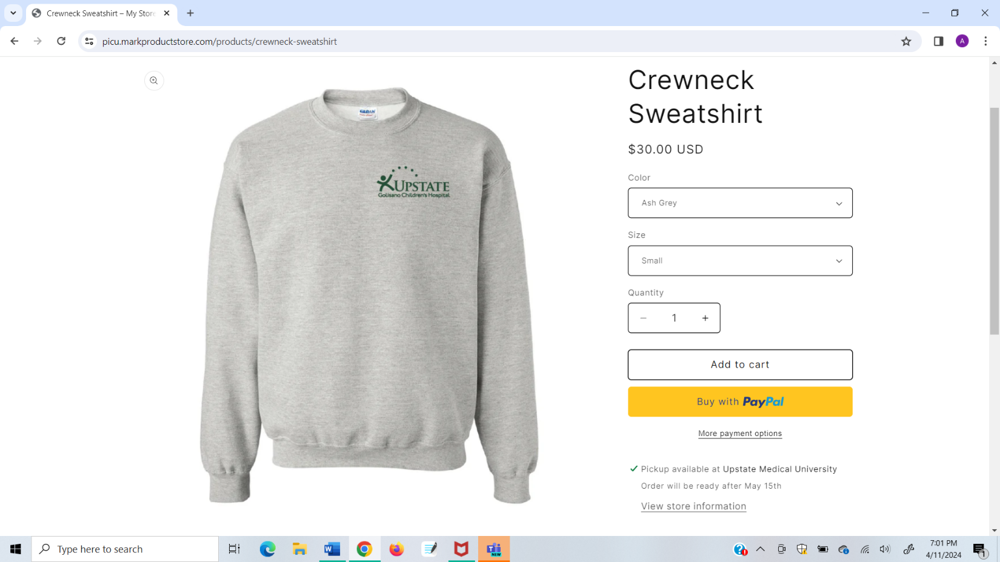 Crewneck Sweatshirt – My Store
picu.markproductstore.com/products/crewneck-sweatshirt
A
GILDAN
UPSTATE
Golisano Children's Hospital
Crewneck
Sweatshirt
$30.00 USD
Color
Ash Grey
Size
Small
Quantity
1
Add to cart
Buy with PayPal
More payment options
Pickup available at Upstate Medical University
Order will be ready after May 15th
View store information
Type here to search
NEW
7:01 PM
4/11/2024
1